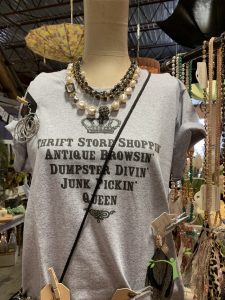 Thrift Store Shoppin'
Antique Browsin'
Dumpster Divin'
Junk Pickin'
Queen